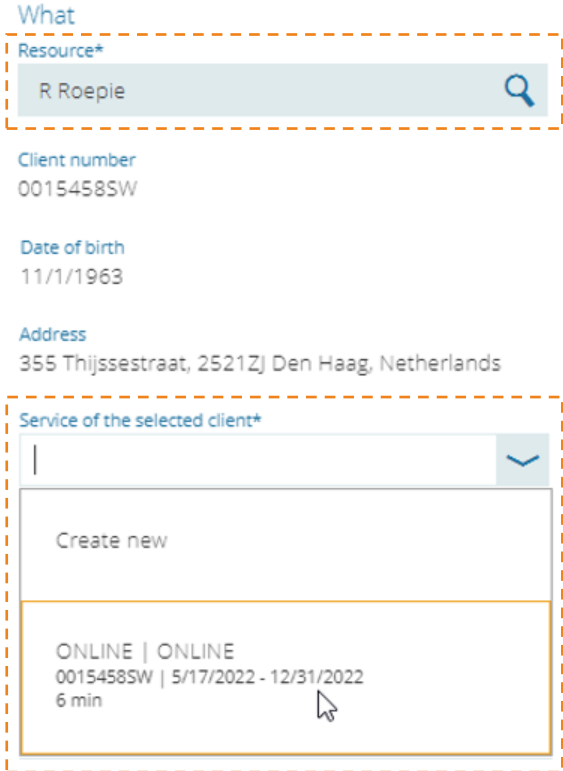 What
Resource*
R Roepie
Client number
0015458SW
Date of birth
11/1/1963
Address
355 Thijssestraat, 2521ZJ Den Haag, Netherlands
Service of the selected client*
Create new
ONLINE | ONLINE
0015458SW | 5/17/2022 - 12/31/2022
6 min